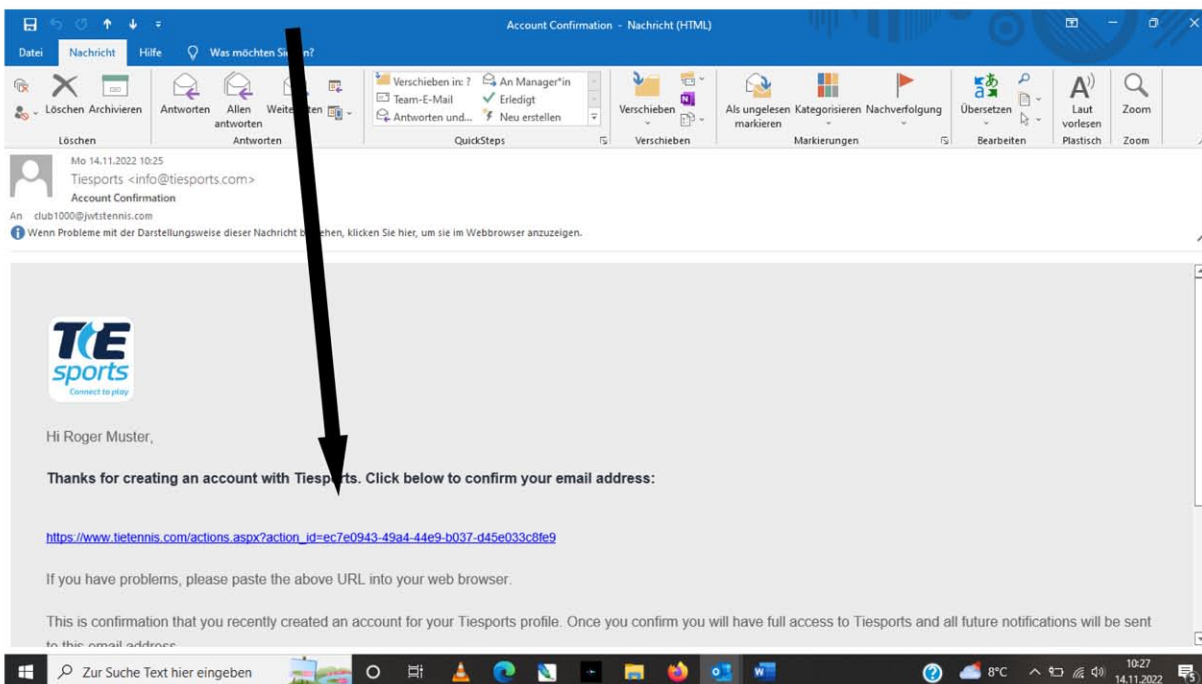 Account Confirmation - Nachricht (HTML)
Datei Nachricht Hilfe Was möchten Sie
Löschen Archivieren Antworten Allen antworten
Verschieben in: ? An Manager*in
Team-E-Mail Erledigt
Antworten und... Neu erstellen
Verschieben Als ungelesen markieren Kategorisieren Nachverfolgung Übersetzen Laut vorlesen Zoom
Löschen Antworten QuickSteps Verschieben Markierungen Bearbeiten Plastisch Zoom
Mo 14.11.2022 10:25
Tiesports <info@tiesports.com>
Account Confirmation
An club1000@jwtstennis.com
Wenn Probleme mit der Darstellungsweise dieser Nachricht bestehen, klicken Sie hier, um sie im Webbrowser anzuzeigen.
TIE
sports
Connect to play
Hi Roger Muster,
Thanks for creating an account with Tiesports. Click below to confirm your email address:
https://www.tietennis.com/actions.aspx?action_id=ec7e0943-49a4-44e9-b037-d45e033c8fe9
If you have problems, please paste the above URL into your web browser.
This is confirmation that you recently created an account for your Tiesports profile. Once you confirm you will have full access to Tiesports and all future notifications will be sent
to this email address
Zur Suche Text hier eingeben
8°C
10:27
14.11.2022